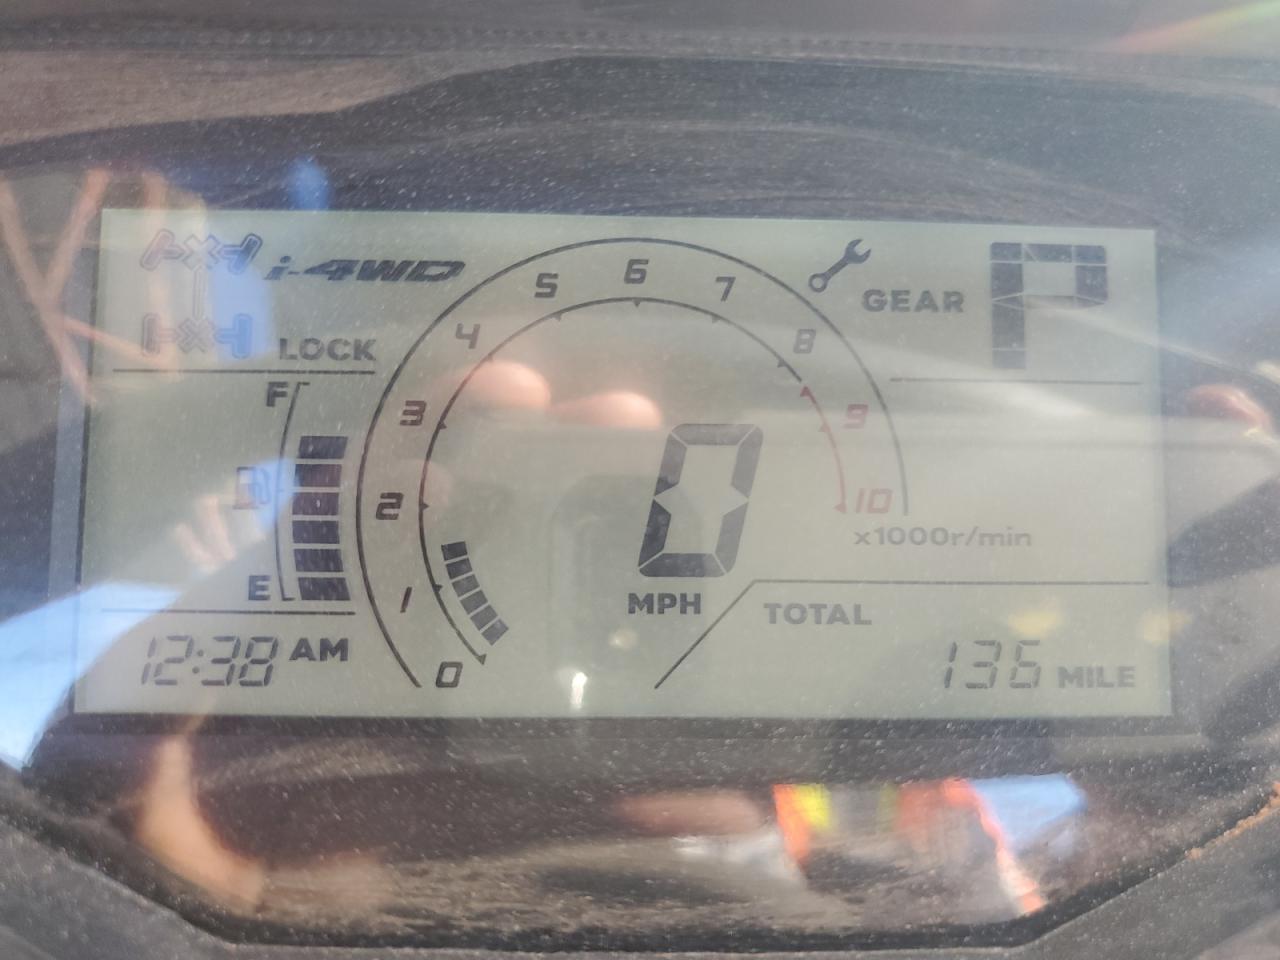 i-4WD
LOCK
F
E
12:38 AM
0
1
2
3
4
5
6
7
8
9
10
x1000r/min
0
MPH
GEAR P
TOTAL
136 MILE